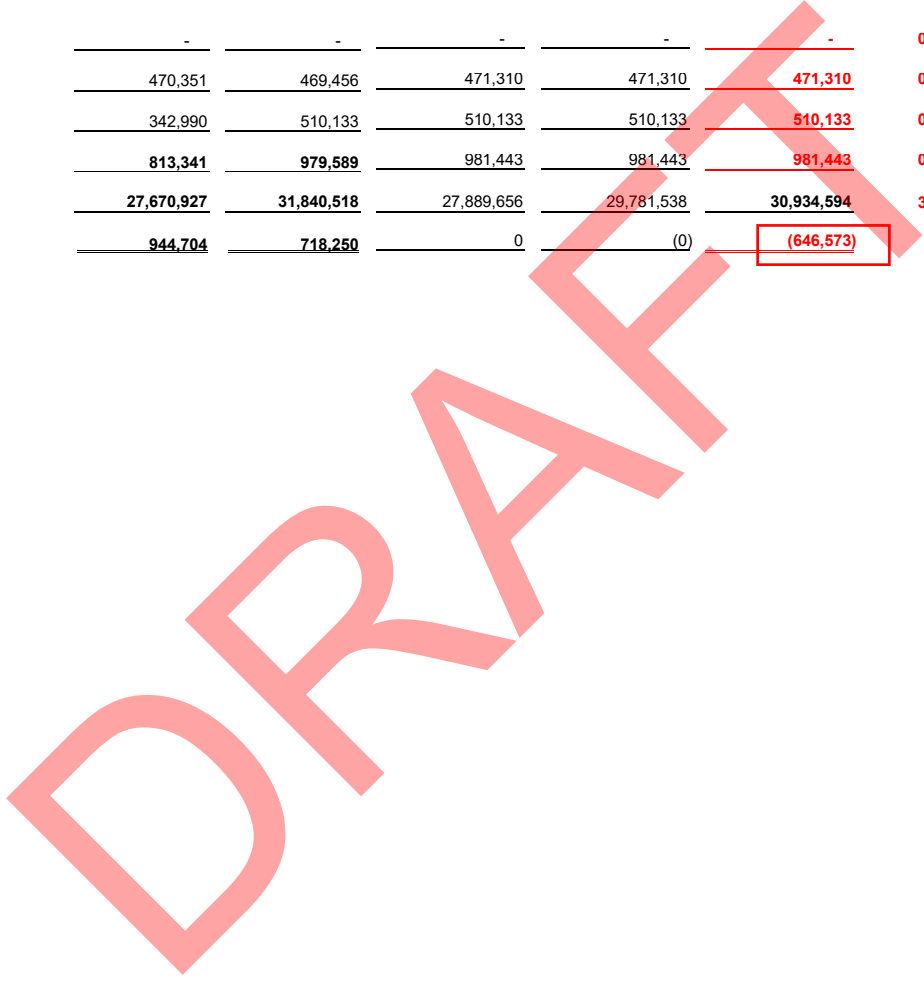 - - - - - 0
470,351 469,456 471,310 471,310 471,310 0
342,990 510,133 510,133 510,133 510,133 0
813,341 979,589 981,443 981,443 981,443 0
27,670,927 31,840,518 27,889,656 29,781,538 30,934,594 3
944,704 718,250 0 (0) (646,573)
DRAFT